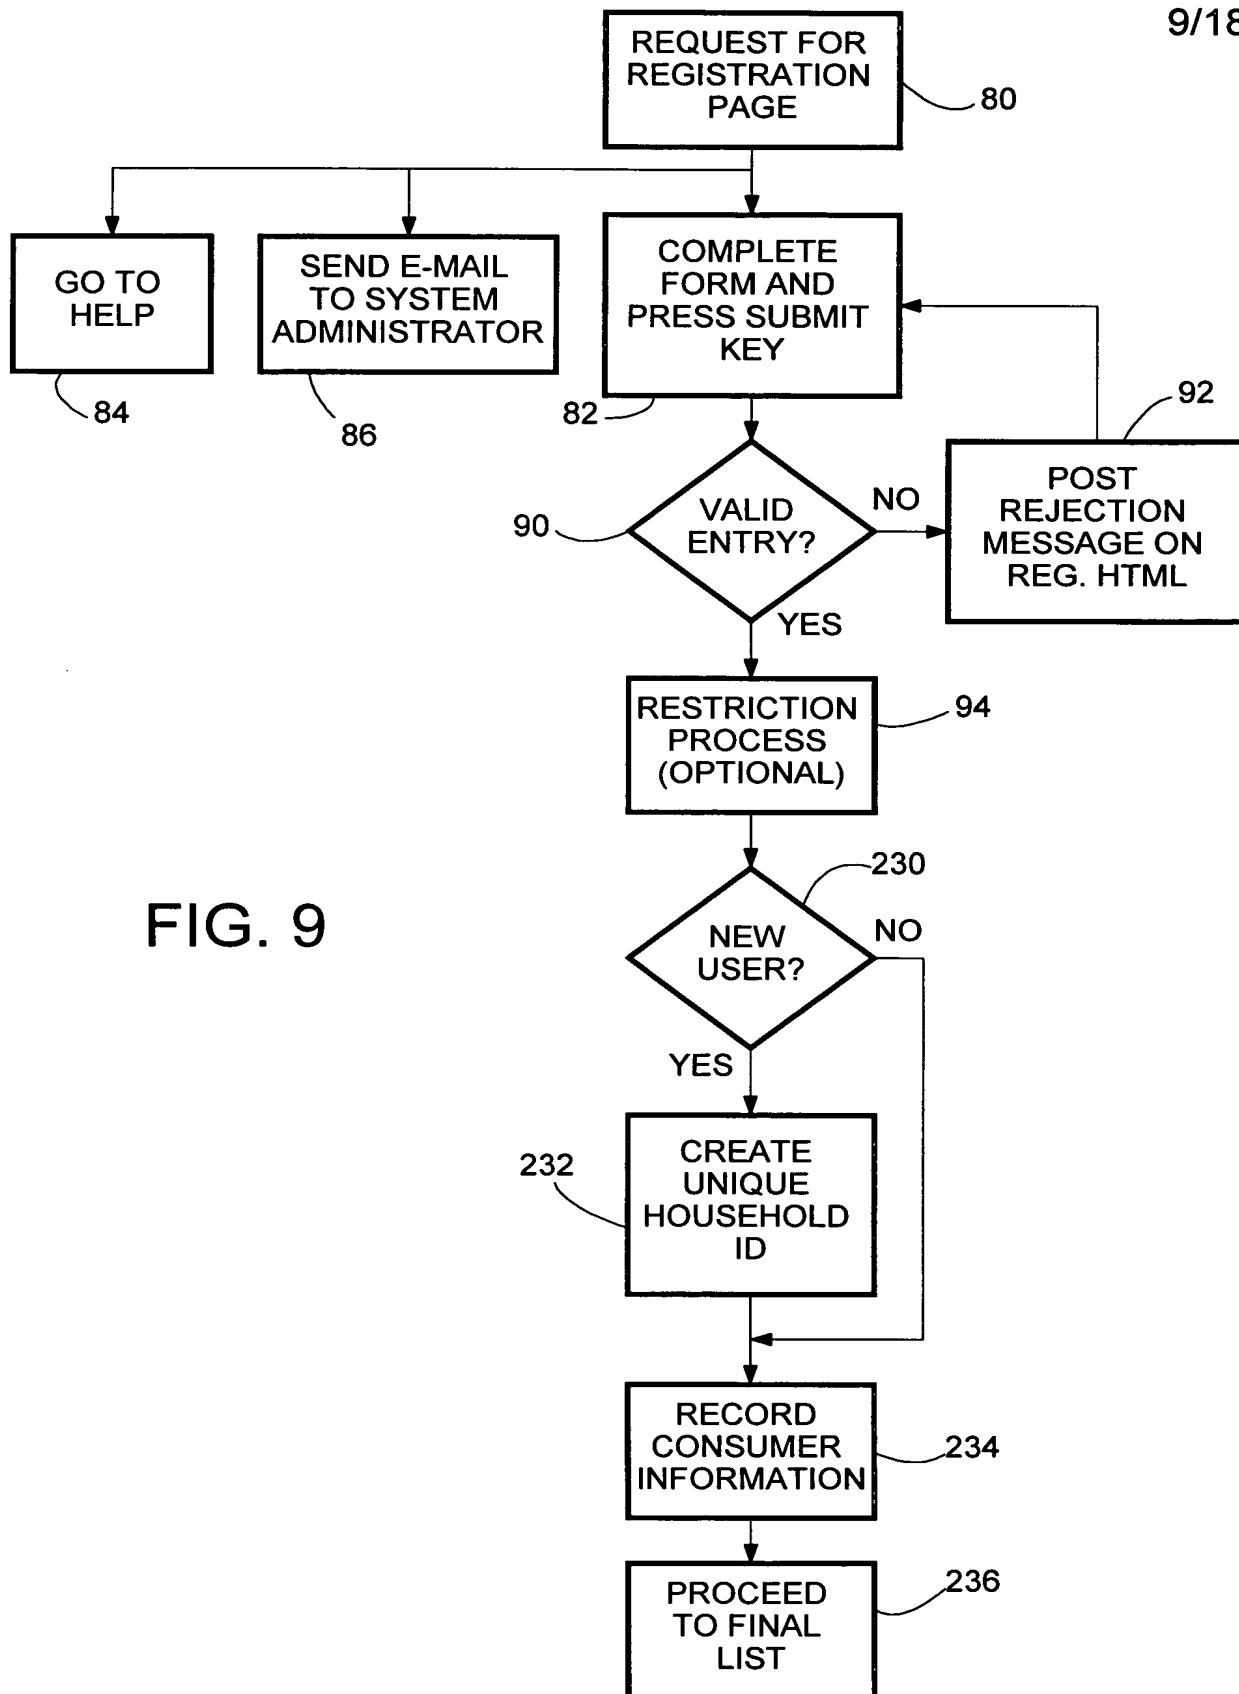 9/18
REQUEST FOR
REGISTRATION
PAGE
80
GO TO
HELP
84
SEND E-MAIL
TO SYSTEM
ADMINISTRATOR
86
COMPLETE
FORM AND
PRESS SUBMIT
KEY
82
92
POST
REJECTION
MESSAGE ON
REG. HTML
90
VALID
ENTRY?
NO
YES
RESTRICTION
PROCESS
(OPTIONAL)
94
FIG. 9
230
NEW
USER?
NO
YES
232
CREATE
UNIQUE
HOUSEHOLD
ID
RECORD
CONSUMER
INFORMATION
234
PROCEED
TO FINAL
LIST
236